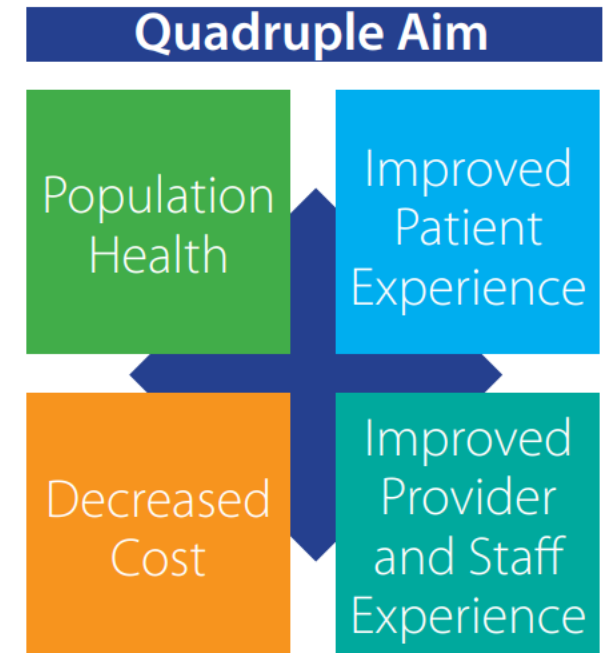 Quadruple Aim
Population
Health
Improved
Patient
Experience
Decreased
Cost
Improved
Provider
and Staff
Experience